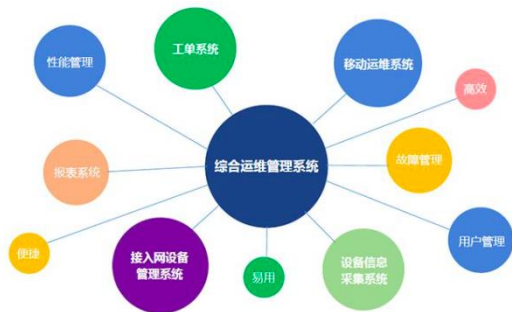 工单系统
移动运维系统
性能管理
高效
综合运维管理系统
故障管理
报表系统
用户管理
便捷
接入网设备
管理系统
易用
设备信息
采集系统